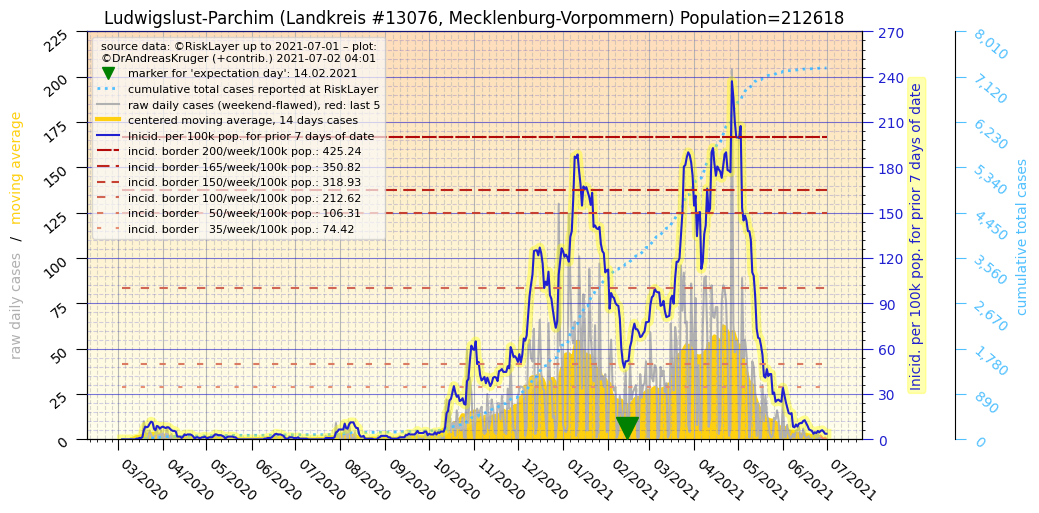 Ludwigslust-Parchim (Landkreis #13076, Mecklenburg-Vorpommern) Population=212618
source data: ©RiskLayer up to 2021-07-01 – plot:
©DrAndreasKruger (+contrib.) 2021-07-02 04:01
marker for 'expectation day': 14.02.2021
cumulative total cases reported at RiskLayer
raw daily cases (weekend-flawed), red: last 5
centered moving average, 14 days cases
Inicid. per 100k pop. for prior 7 days of date
incid. border 200/week/100k pop.: 425.24
incid. border 165/week/100k pop.: 350.82
incid. border 150/week/100k pop.: 318.93
incid. border 100/week/100k pop.: 212.62
incid. border 50/week/100k pop.: 106.31
incid. border 35/week/100k pop.: 74.42
raw daily cases / moving average
225
200
175
150
125
100
75
50
25
0
270
240
210
180
150
120
90
60
30
0
Inicid. per 100k pop. for prior 7 days of date
8,010
7,120
6,230
5,340
4,450
3,560
2,670
1,780
890
0
cumulative total cases
03/2020
04/2020
05/2020
06/2020
07/2020
08/2020
09/2020
10/2020
11/2020
12/2020
01/2021
02/2021
03/2021
04/2021
05/2021
06/2021
07/2021